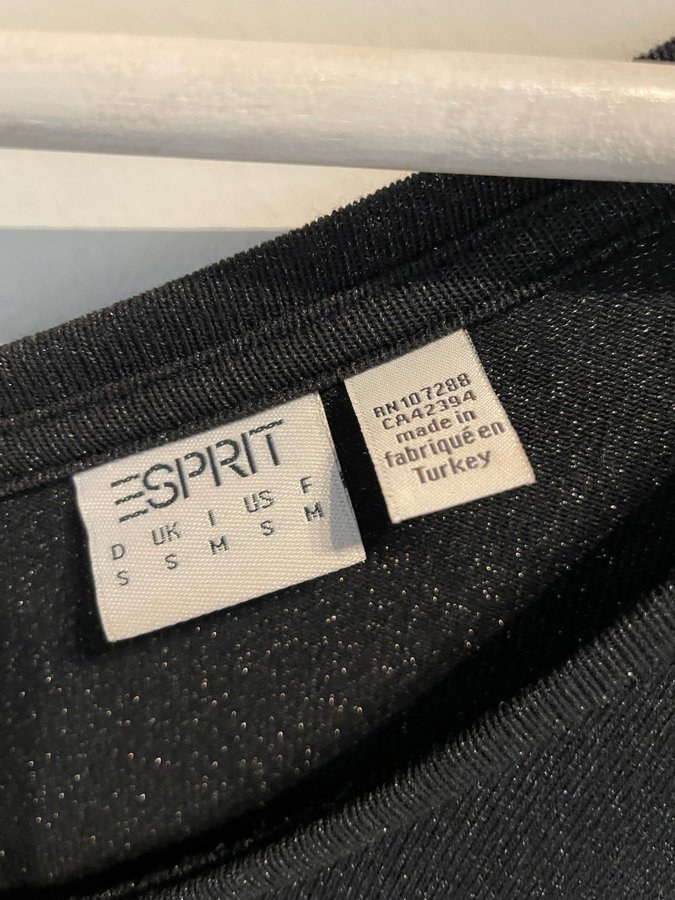 ESPRIT
D UK I US F
S S M S M
RN107288
CA42394
made in
fabriqué en
Turkey